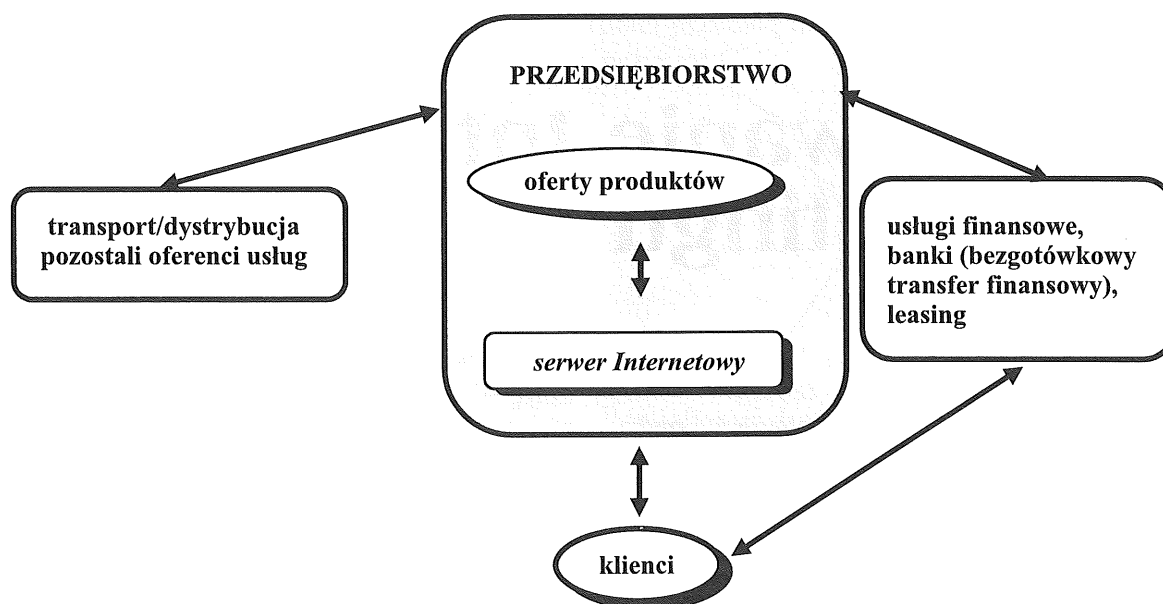 PRZEDSIĘBIORSTWO
oferty produktów
transport/dystrybucja
pozostali oferenci usług
usługi finansowe,
banki (bezgotówkowy
transfer finansowy),
leasing
serwer Internetowy
klienci